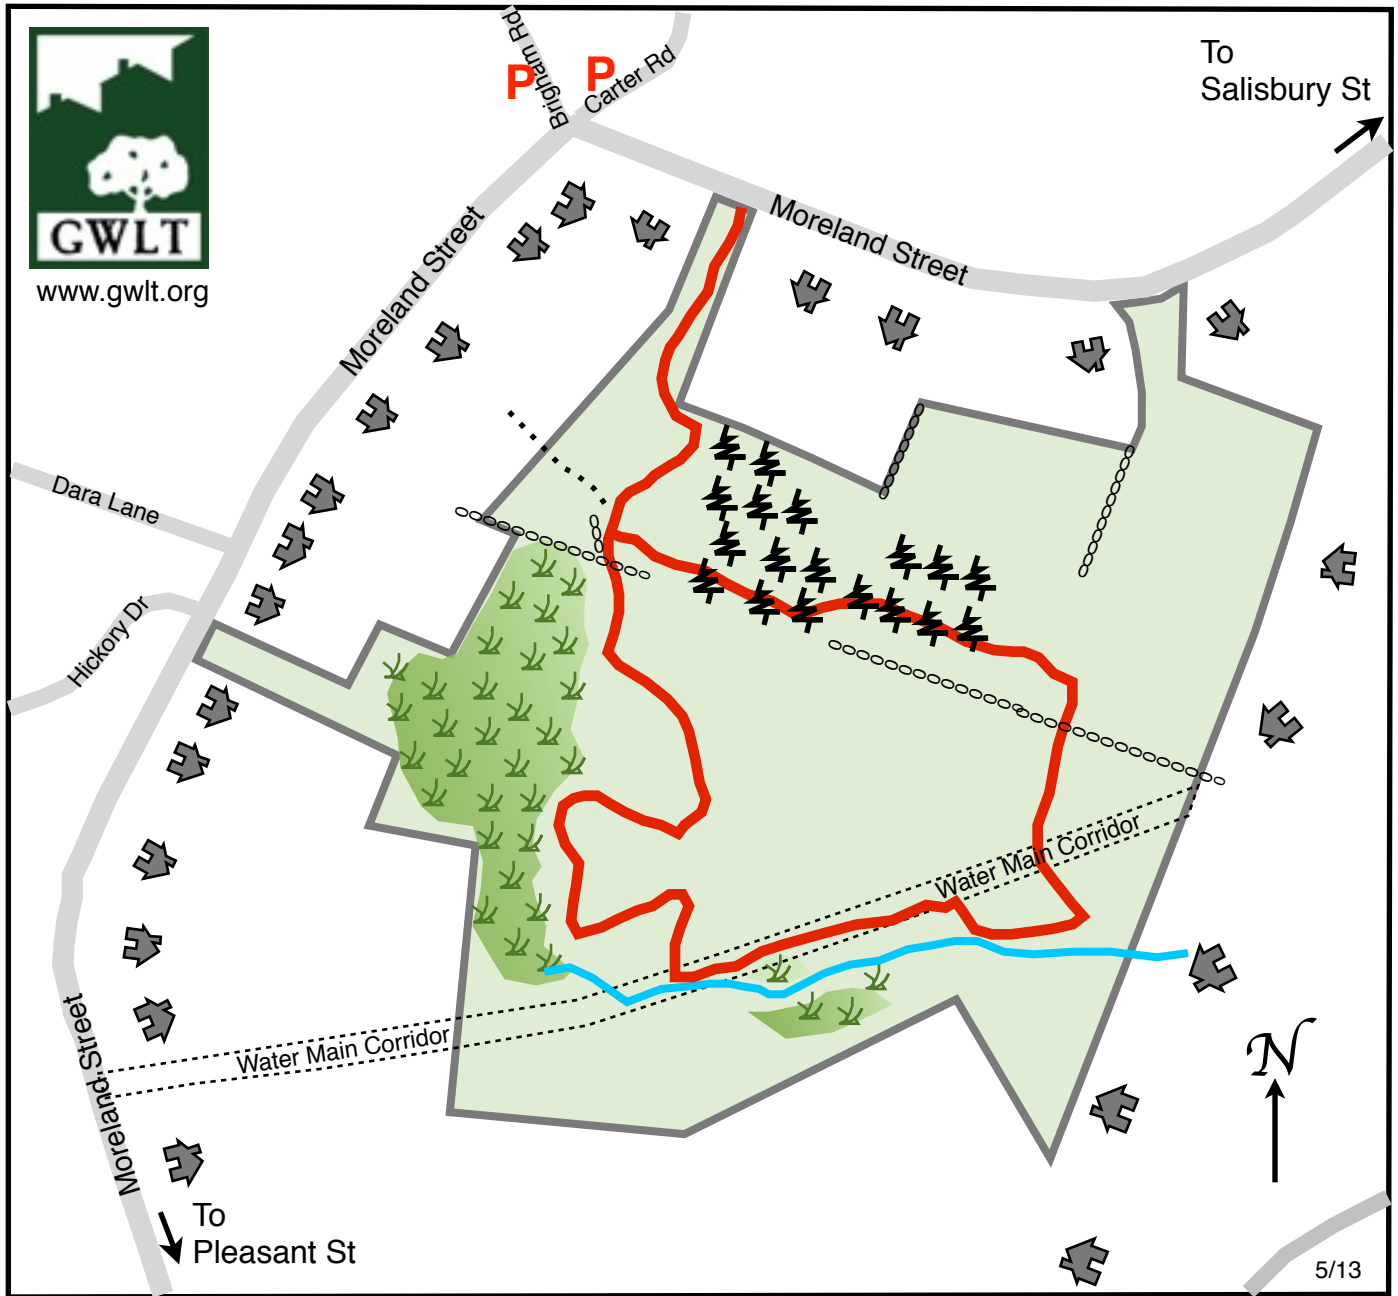 Brigham Rd
P
P
Carter Rd
To
Salisbury St
GWLT
www.gwlt.org
Moreland Street
Moreland Street
Dara Lane
Hickory Dr
Water Main Corridor
Water Main Corridor
Moreland Street
N
To
Pleasant St
5/13